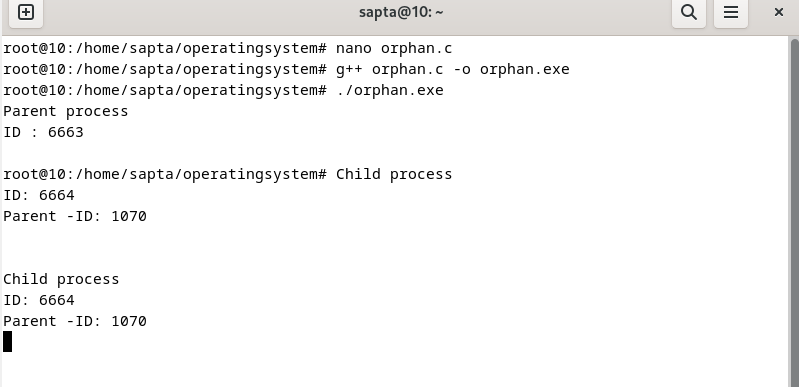 sapta@10: ~
root@10:/home/sapta/operatingsystem# nano orphan.c
root@10:/home/sapta/operatingsystem# g++ orphan.c -o orphan.exe
root@10:/home/sapta/operatingsystem# ./orphan.exe
Parent process
ID : 6663
root@10:/home/sapta/operatingsystem# Child process
ID: 6664
Parent -ID: 1070
Child process
ID: 6664
Parent -ID: 1070